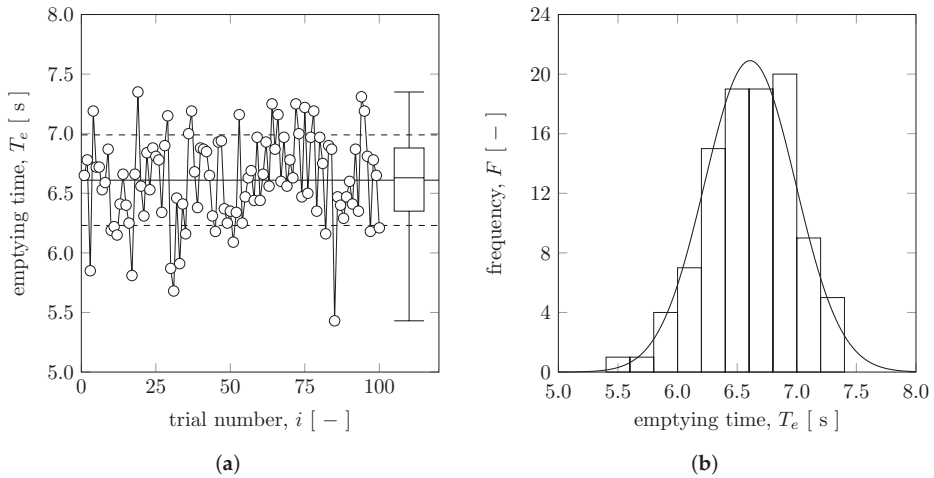 8.0
7.5
7.0
6.5
6.0
5.5
5.0
emptying time, T_e [ s ]
0 25 50 75 100
trial number, i [ − ]
(a)
24
20
16
12
8
4
0
frequency, F [ − ]
5.0 5.5 6.0 6.5 7.0 7.5 8.0
emptying time, T_e [ s ]
(b)